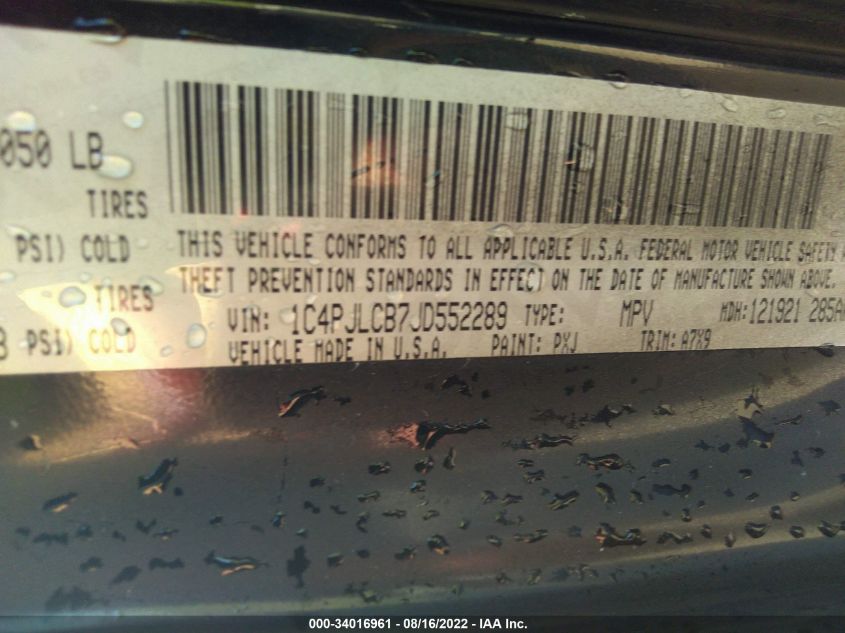 050 LB
TIRES
PSI) COLD
THIS VEHICLE CONFORMS TO ALL APPLICABLE U.S.A. FEDERAL MOTOR VEHICLE SAFETY
THEFT PREVENTION STANDARDS IN EFFECT ON THE DATE OF MANUFACTURE SHOWN ABOVE.
TIRES
VIN: 1C4PJLCB7JD552289 TYPE: MPV MDH:121921 285
PSI) COLD
VEHICLE MADE IN U.S.A. PAINT: PXJ TRIM: A7X9
000-34016961 - 08/16/2022 - IAA Inc.